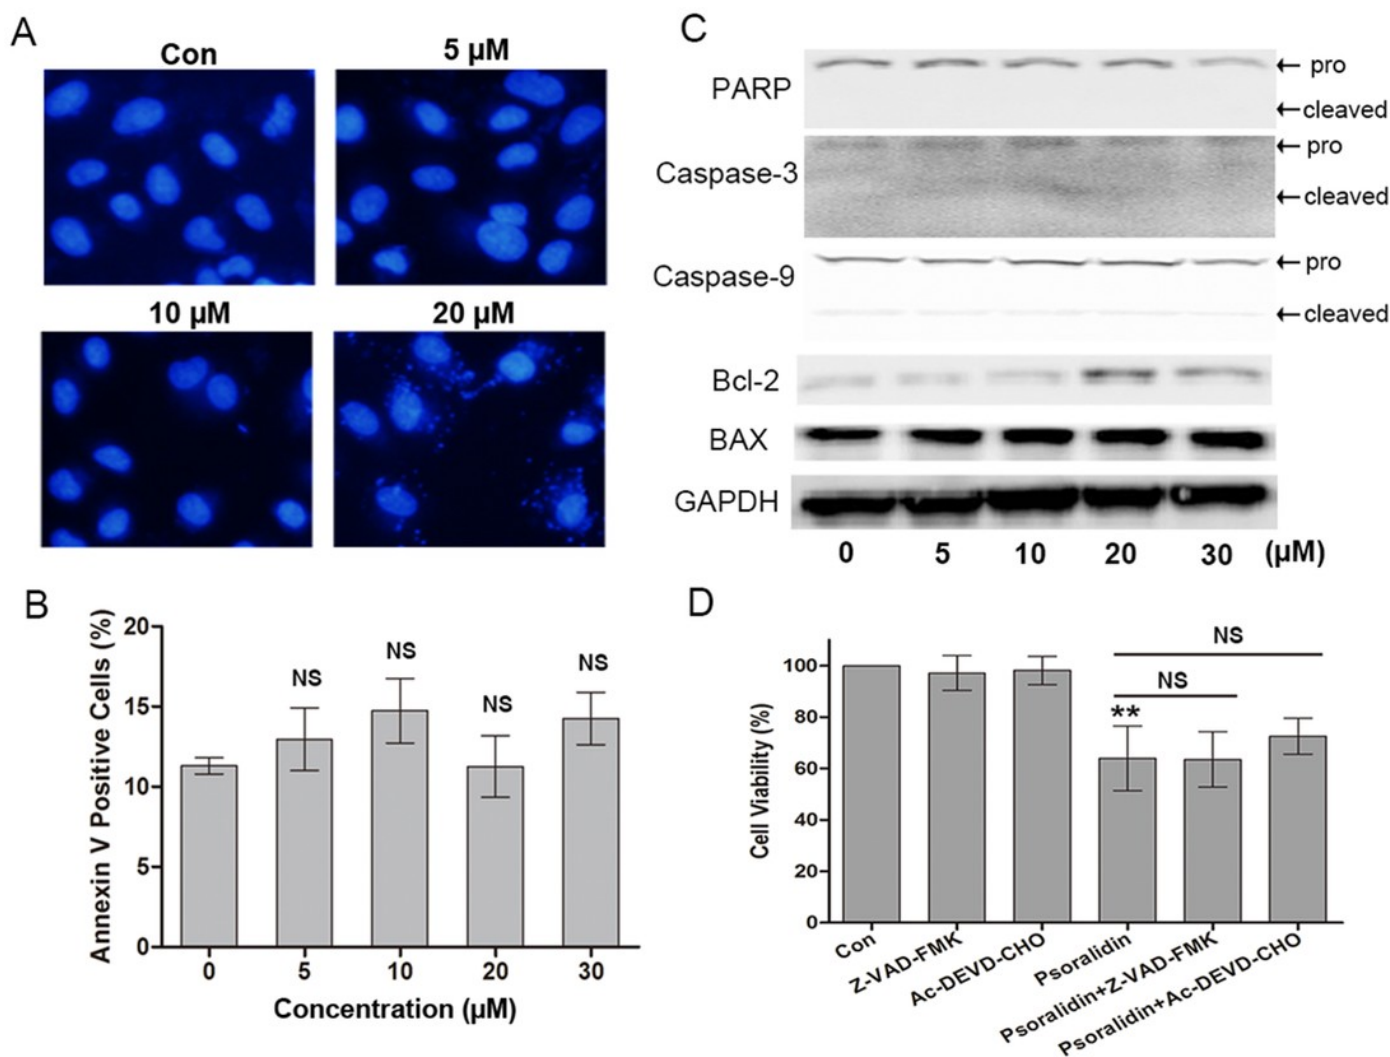 A
Con
5 µM
10 µM
20 µM
B
Annexin V Positive Cells (%)
20
15
10
5
0
NS
NS
NS
NS
0 5 10 20 30
Concentration (µM)
C
PARP
pro
cleaved
Caspase-3
pro
cleaved
Caspase-9
pro
cleaved
Bcl-2
BAX
GAPDH
0 5 10 20 30 (µM)
D
Cell Viability (%)
100
80
60
40
20
0
NS
NS
**
Con
Z-VAD-FMK
Ac-DEVD-CHO
Psoralidin
Psoralidin+Z-VAD-FMK
Psoralidin+Ac-DEVD-CHO